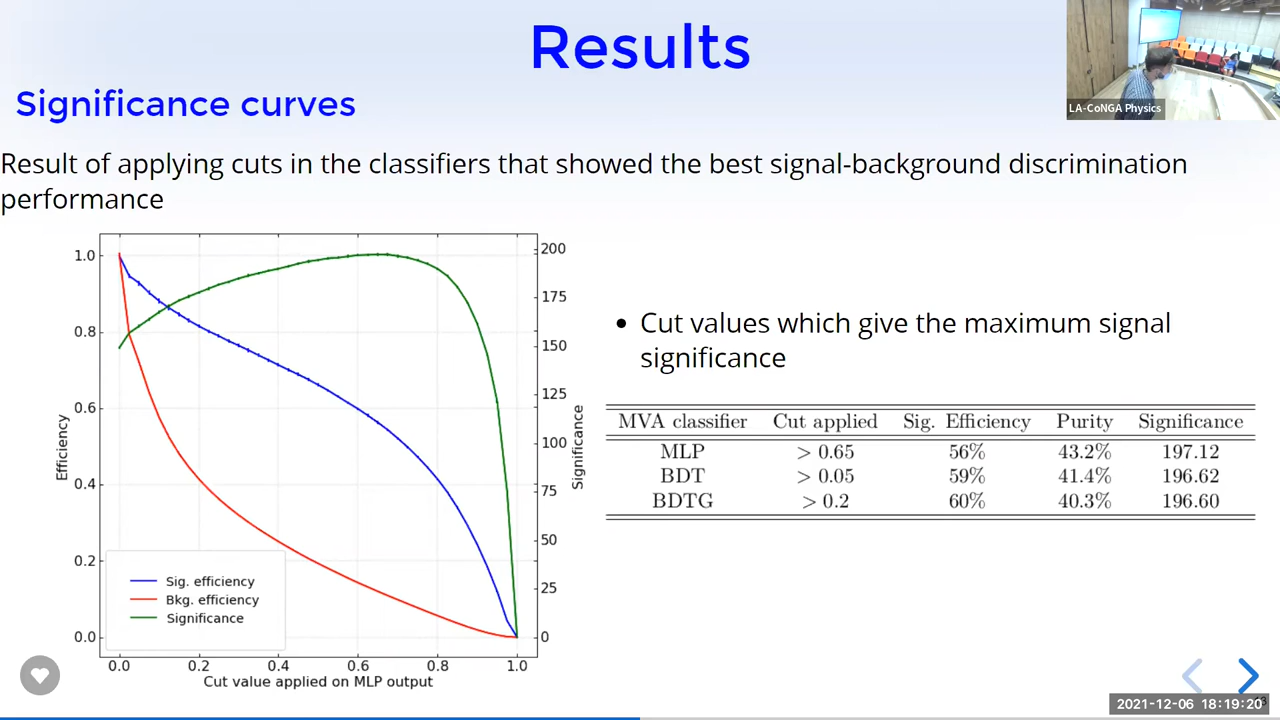 Results
Significance curves
LA-CoNGA Physics
Result of applying cuts in the classifiers that showed the best signal-background discrimination
performance
1.0
0.8
0.6
0.4
0.2
0.0
Efficiency
200
175
150
125
100
75
50
25
0
Significance
Sig. efficiency
Bkg. efficiency
Significance
0.0 0.2 0.4 0.6 0.8 1.0
Cut value applied on MLP output
• Cut values which give the maximum signal
significance
MVA classifier Cut applied Sig. Efficiency Purity Significance
MLP > 0.65 56% 43.2% 197.12
BDT > 0.05 59% 41.4% 196.62
BDTG > 0.2 60% 40.3% 196.60
2021-12-06 18:19:20